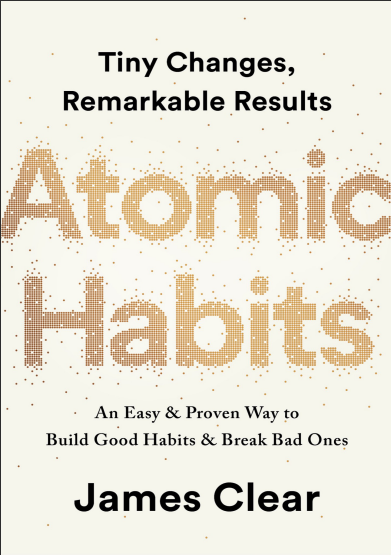 Tiny Changes,
Remarkable Results
Atomic
Habits
An Easy & Proven Way to
Build Good Habits & Break Bad Ones
James Clear